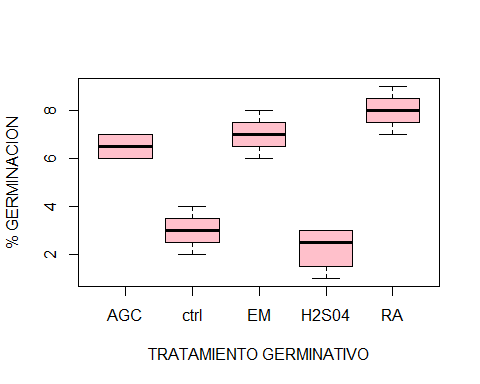 % GERMINACION
8
6
4
2
AGC ctrl EM H2S04 RA
TRATAMIENTO GERMINATIVO